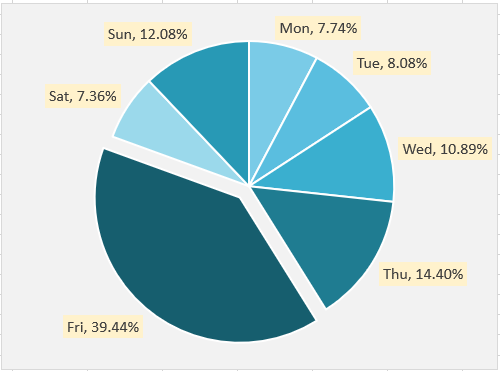 Mon, 7.74%
Tue, 8.08%
Wed, 10.89%
Thu, 14.40%
Fri, 39.44%
Sat, 7.36%
Sun, 12.08%